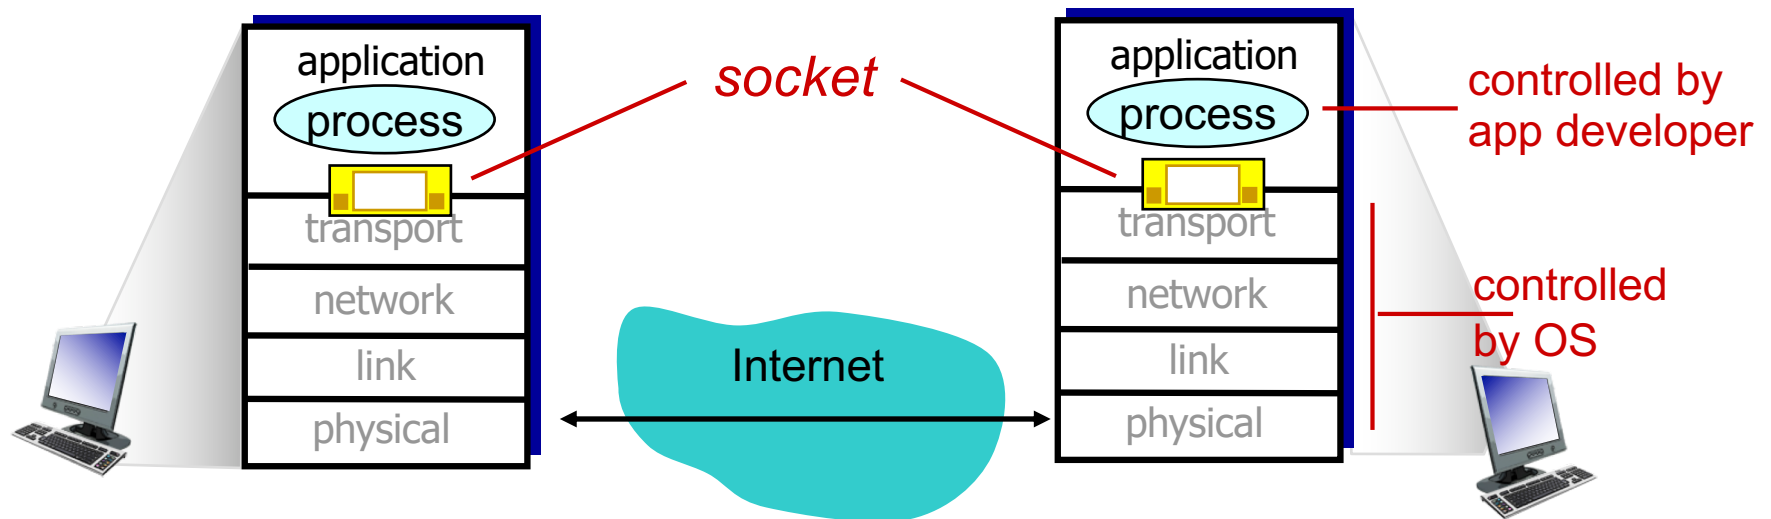 application
process
transport
network
link
physical
socket
Internet
application
process
transport
network
link
physical
controlled by
app developer
controlled
by OS